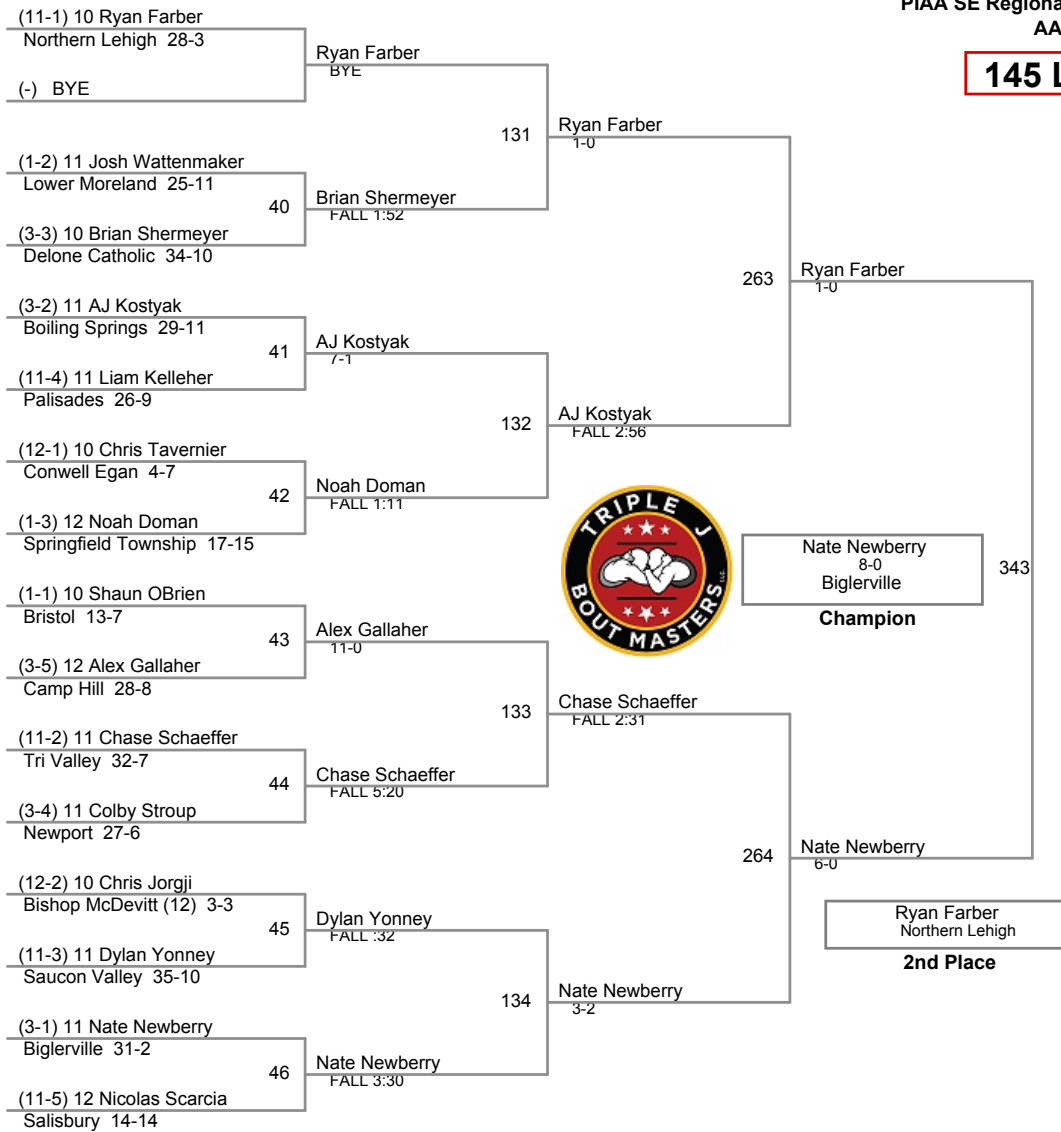 PIAA SE Regiona
AA
145 L
(11-1) 10 Ryan Farber
Northern Lehigh 28-3
(-) BYE
(1-2) 11 Josh Wattenmaker
Lower Moreland 25-11
(3-3) 10 Brian Shermeyer
Delone Catholic 34-10
(3-2) 11 AJ Kostyak
Boiling Springs 29-11
(11-4) 11 Liam Kelleher
Palisades 26-9
(12-1) 10 Chris Tavernier
Conwell Egan 4-7
(1-3) 12 Noah Doman
Springfield Township 17-15
(1-1) 10 Shaun OBrien
Bristol 13-7
(3-5) 12 Alex Gallaher
Camp Hill 28-8
(11-2) 11 Chase Schaeffer
Tri Valley 32-7
(3-4) 11 Colby Stroup
Newport 27-6
(12-2) 10 Chris Jorgji
Bishop McDevitt (12) 3-3
(11-3) 11 Dylan Yonney
Saucon Valley 35-10
(3-1) 11 Nate Newberry
Biglerville 31-2
(11-5) 12 Nicolas Scarcia
Salisbury 14-14
40
41
42
43
44
45
46
Ryan Farber
BYE
Brian Shermeyer
FALL 1:52
AJ Kostyak
7-1
Noah Doman
FALL 1:11
Alex Gallaher
11-0
Chase Schaeffer
FALL 5:20
Dylan Yonney
FALL :32
Nate Newberry
FALL 3:30
131
132
133
134
Ryan Farber
1-0
AJ Kostyak
FALL 2:56
Chase Schaeffer
FALL 2:31
Nate Newberry
3-2
263
264
Ryan Farber
1-0
Nate Newberry
6-0
343
TRIPLE J
BOUT MASTERS LLC.
Nate Newberry
8-0
Biglerville
Champion
Ryan Farber
Northern Lehigh
2nd Place